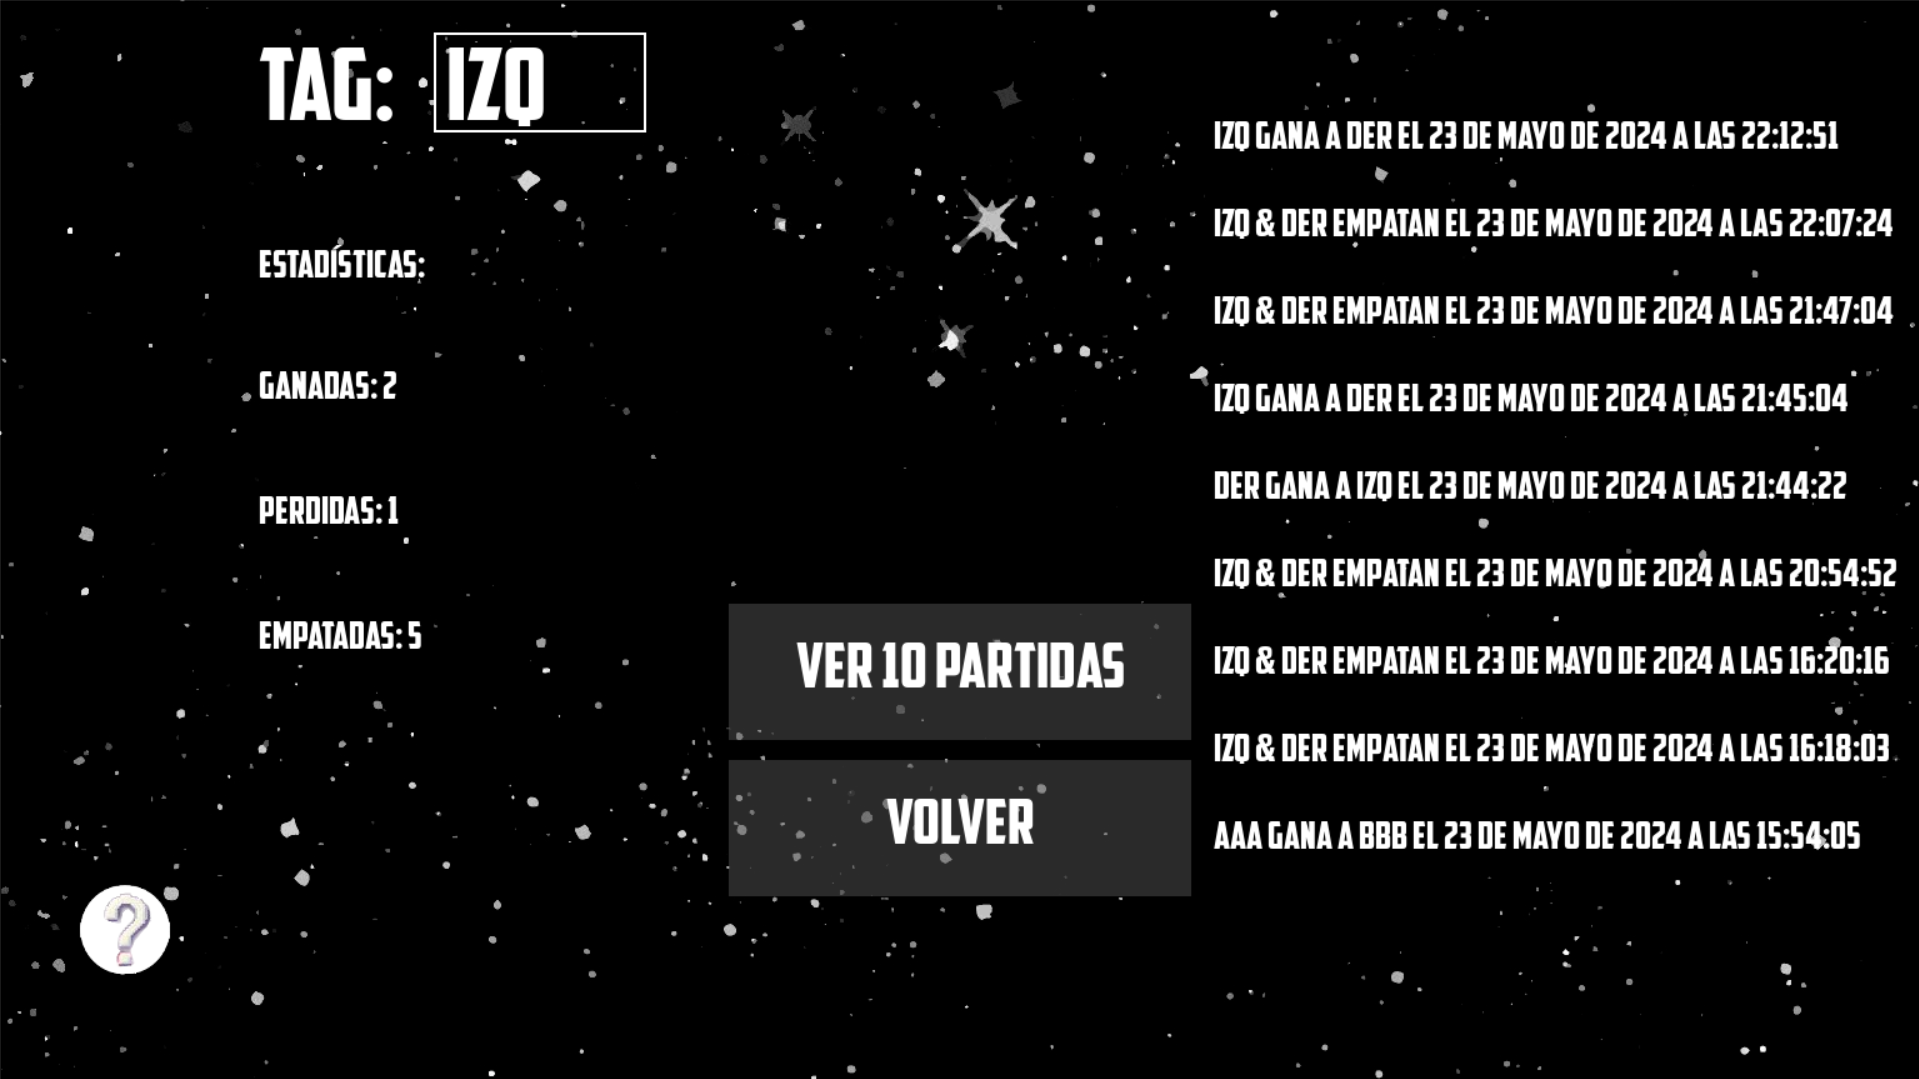 TAG: IZQ
ESTADÍSTICAS:
GANADAS: 2
PERDIDAS: 1
EMPATADAS: 5
VER 10 PARTIDAS
VOLVER
?
IZQ GANA A DER EL 23 DE MAYO DE 2024 A LAS 22:12:51
IZQ & DER EMPATAN EL 23 DE MAYO DE 2024 A LAS 22:07:24
IZQ & DER EMPATAN EL 23 DE MAYO DE 2024 A LAS 21:47:04
IZQ GANA A DER EL 23 DE MAYO DE 2024 A LAS 21:45:04
DER GANA A IZQ EL 23 DE MAYO DE 2024 A LAS 21:44:22
IZQ & DER EMPATAN EL 23 DE MAYO DE 2024 A LAS 20:54:52
IZQ & DER EMPATAN EL 23 DE MAYO DE 2024 A LAS 16:20:16
IZQ & DER EMPATAN EL 23 DE MAYO DE 2024 A LAS 16:18:03
AAA GANA A BBB EL 23 DE MAYO DE 2024 A LAS 15:54:05